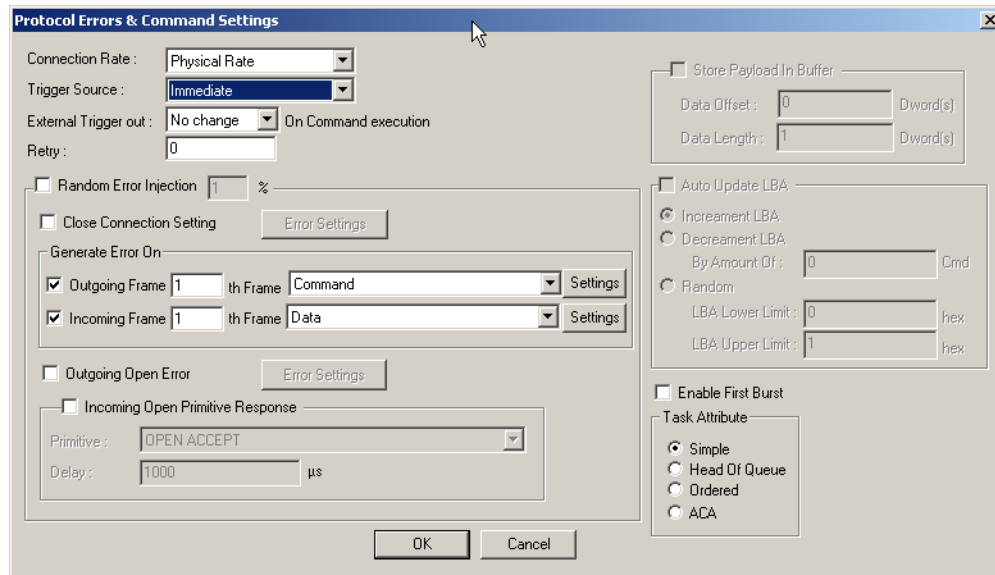 Protocol Errors & Command Settings
Connection Rate : Physical Rate
Trigger Source : Immediate
External Trigger out : No change On Command execution
Retry : 0
Random Error Injection 1 %
Close Connection Setting Error Settings
Generate Error On
Outgoing Frame 1 th Frame Command Settings
Incoming Frame 1 th Frame Data Settings
Outgoing Open Error Error Settings
Incoming Open Primitive Response
Primitive : OPEN ACCEPT
Delay : 1000 µs
Store Payload In Buffer
Data Offset : 0 Dword(s)
Data Length : 1 Dword(s)
Auto Update LBA
Increament LBA
Decreament LBA
By Amount Of : 0 Cmd
Random
LBA Lower Limit : 0 hex
LBA Upper Limit : 1 hex
Enable First Burst
Task Attribute
Simple
Head Of Queue
Ordered
ACA
OK Cancel